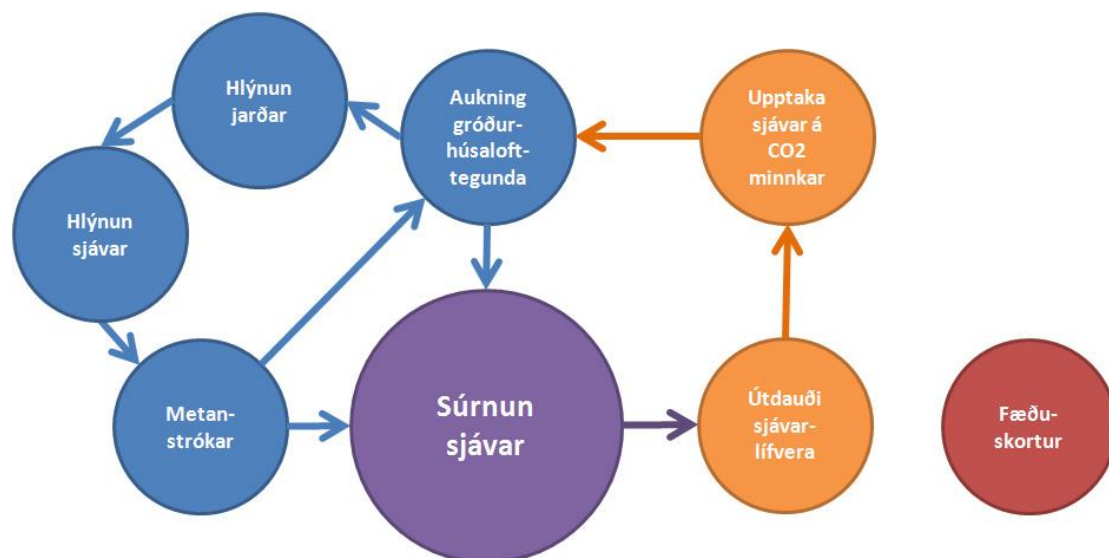 Hlýnun
jarðar
Aukning
gróður-
húsaloft-
tegunda
Upptaka
sjávar á
CO2
minnkar
Hlýnun
sjávar
Metan-
strókar
Súrnun
sjávar
Útdauði
sjávar-
lífvera
Fæðu-
skortur